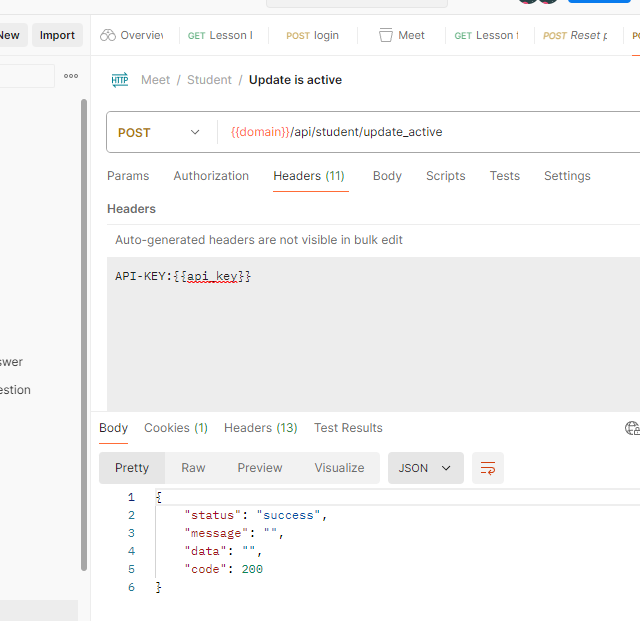 New Import
Overview GET Lesson I POST login Meet GET Lesson POST Reset p PO
HTTP Meet / Student / Update is active
POST {{domain}}/api/student/update_active
Params Authorization Headers (11) Body Scripts Tests Settings
Headers
Auto-generated headers are not visible in bulk edit
API-KEY:{{api_key}}
swer
estion
Body Cookies (1) Headers (13) Test Results
Pretty Raw Preview Visualize JSON
1 {
2 "status": "success",
3 "message": "",
4 "data": "",
5 "code": 200
6 }